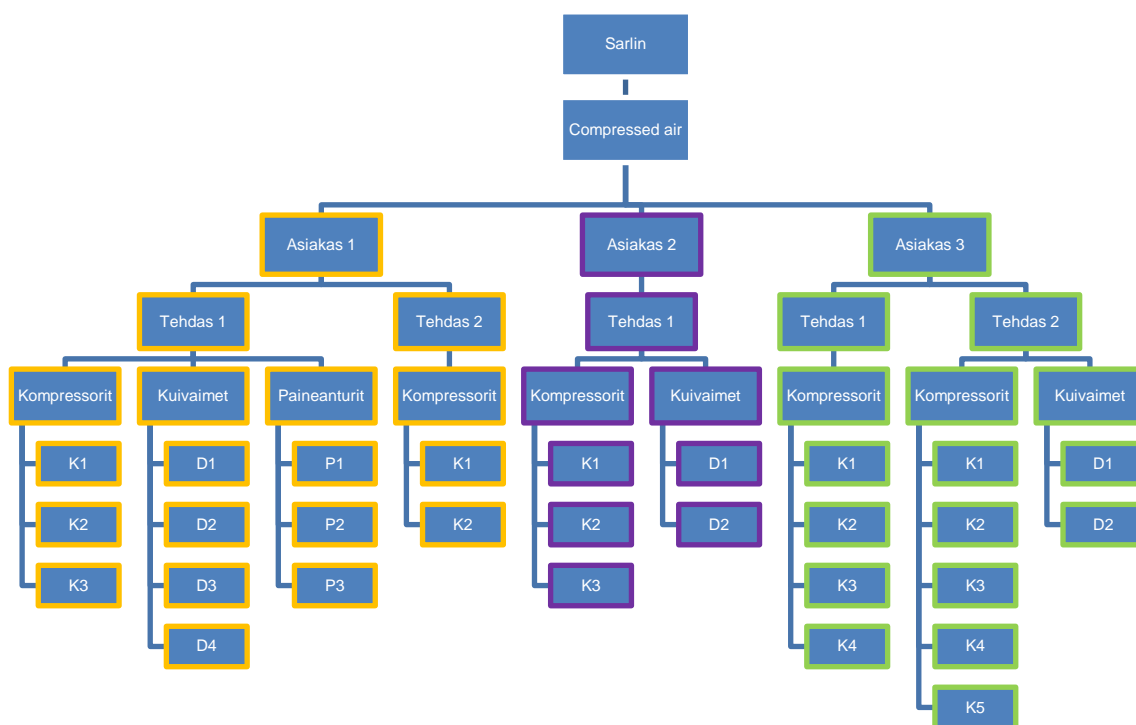 Sarlin
Compressed air
Asiakas 1
Asiakas 2
Asiakas 3
Tehdas 1
Tehdas 2
Tehdas 1
Tehdas 1
Tehdas 2
Kompressorit
Kuivaimet
Paineanturit
Kompressorit
Kompressorit
Kuivaimet
Kompressorit
Kompressorit
Kuivaimet
K1
D1
P1
K1
K1
D1
K1
K1
D1
K2
D2
P2
K2
K2
D2
K2
K2
D2
K3
D3
P3
K3
K3
K3
D4
K4
K4
K5